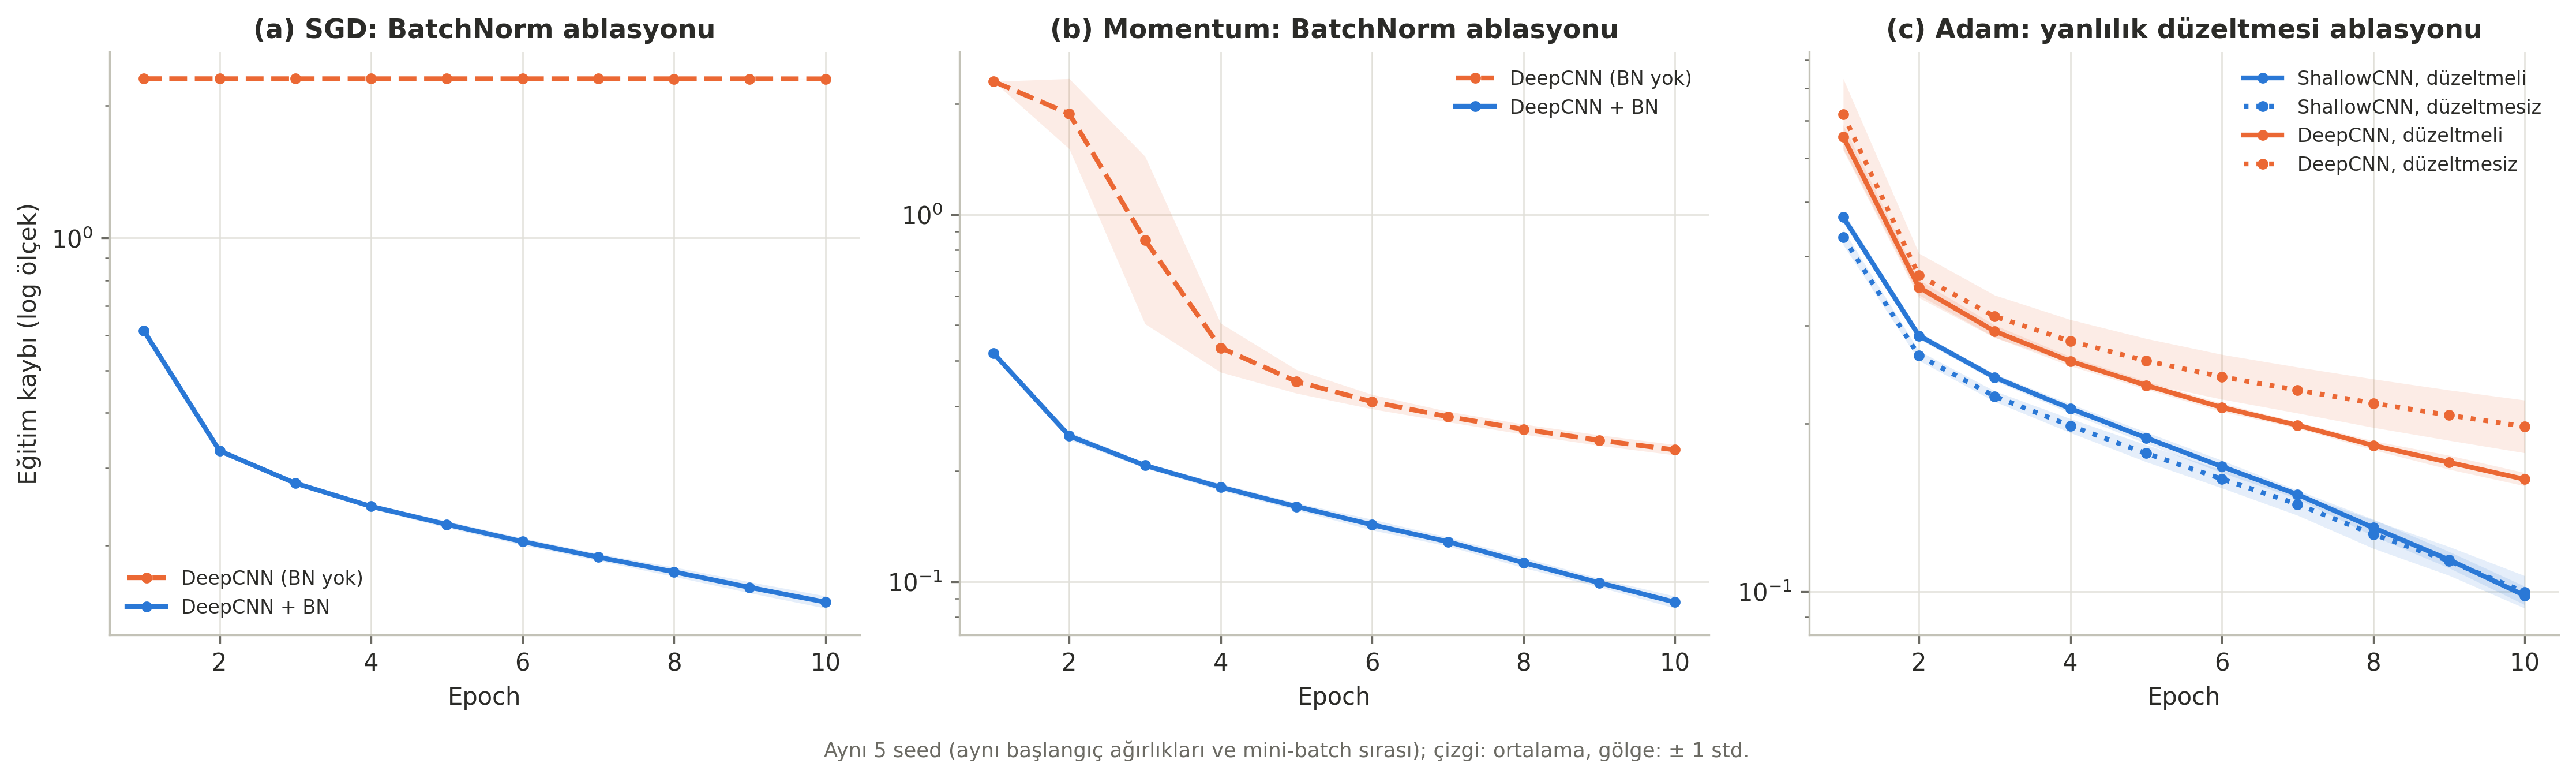 (a) SGD: BatchNorm ablasyonu
Eğitim kaybı (log ölçek)
10⁰
DeepCNN (BN yok)
DeepCNN + BN
2 4 6 8 10
Epoch
(b) Momentum: BatchNorm ablasyonu
DeepCNN (BN yok)
DeepCNN + BN
10⁰
10⁻¹
2 4 6 8 10
Epoch
(c) Adam: yanlılık düzeltmesi ablasyonu
ShallowCNN, düzeltmeli
ShallowCNN, düzeltmesiz
DeepCNN, düzeltmeli
DeepCNN, düzeltmesiz
10⁻¹
2 4 6 8 10
Epoch
Aynı 5 seed (aynı başlangıç ağırlıkları ve mini-batch sırası); çizgi: ortalama, gölge: ± 1 std.